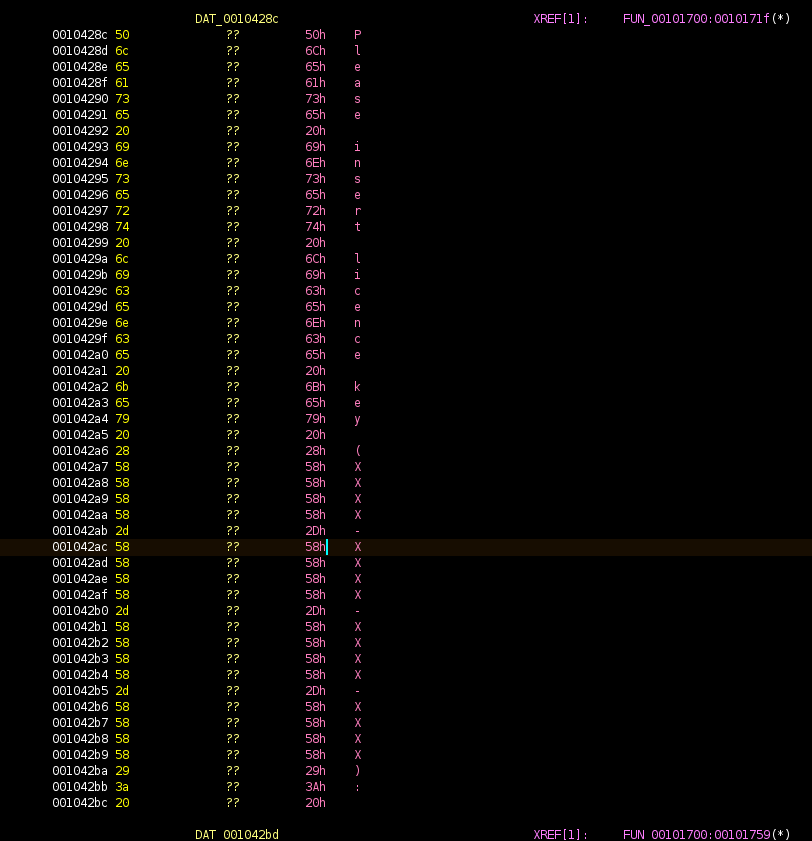 DAT_0010428c XREF[1]: FUN_00101700:0010171f(*)
0010428c 50 ?? 50h P
0010428d 6c ?? 6Ch l
0010428e 65 ?? 65h e
0010428f 61 ?? 61h a
00104290 73 ?? 73h s
00104291 65 ?? 65h e
00104292 20 ?? 20h
00104293 69 ?? 69h i
00104294 6e ?? 6Eh n
00104295 73 ?? 73h s
00104296 65 ?? 65h e
00104297 72 ?? 72h r
00104298 74 ?? 74h t
00104299 20 ?? 20h
0010429a 6c ?? 6Ch l
0010429b 69 ?? 69h i
0010429c 63 ?? 63h c
0010429d 65 ?? 65h e
0010429e 6e ?? 6Eh n
0010429f 63 ?? 63h c
001042a0 65 ?? 65h e
001042a1 20 ?? 20h
001042a2 6b ?? 6Bh k
001042a3 65 ?? 65h e
001042a4 79 ?? 79h y
001042a5 20 ?? 20h
001042a6 28 ?? 28h (
001042a7 58 ?? 58h X
001042a8 58 ?? 58h X
001042a9 58 ?? 58h X
001042aa 58 ?? 58h X
001042ab 2d ?? 2Dh -
001042ac 58 ?? 58h X
001042ad 58 ?? 58h X
001042ae 58 ?? 58h X
001042af 58 ?? 58h X
001042b0 2d ?? 2Dh -
001042b1 58 ?? 58h X
001042b2 58 ?? 58h X
001042b3 58 ?? 58h X
001042b4 58 ?? 58h X
001042b5 2d ?? 2Dh -
001042b6 58 ?? 58h X
001042b7 58 ?? 58h X
001042b8 58 ?? 58h X
001042b9 58 ?? 58h X
001042ba 29 ?? 29h )
001042bb 3a ?? 3Ah :
001042bc 20 ?? 20h
DAT_001042bd XREF[1]: FUN_00101700:00101759(*)